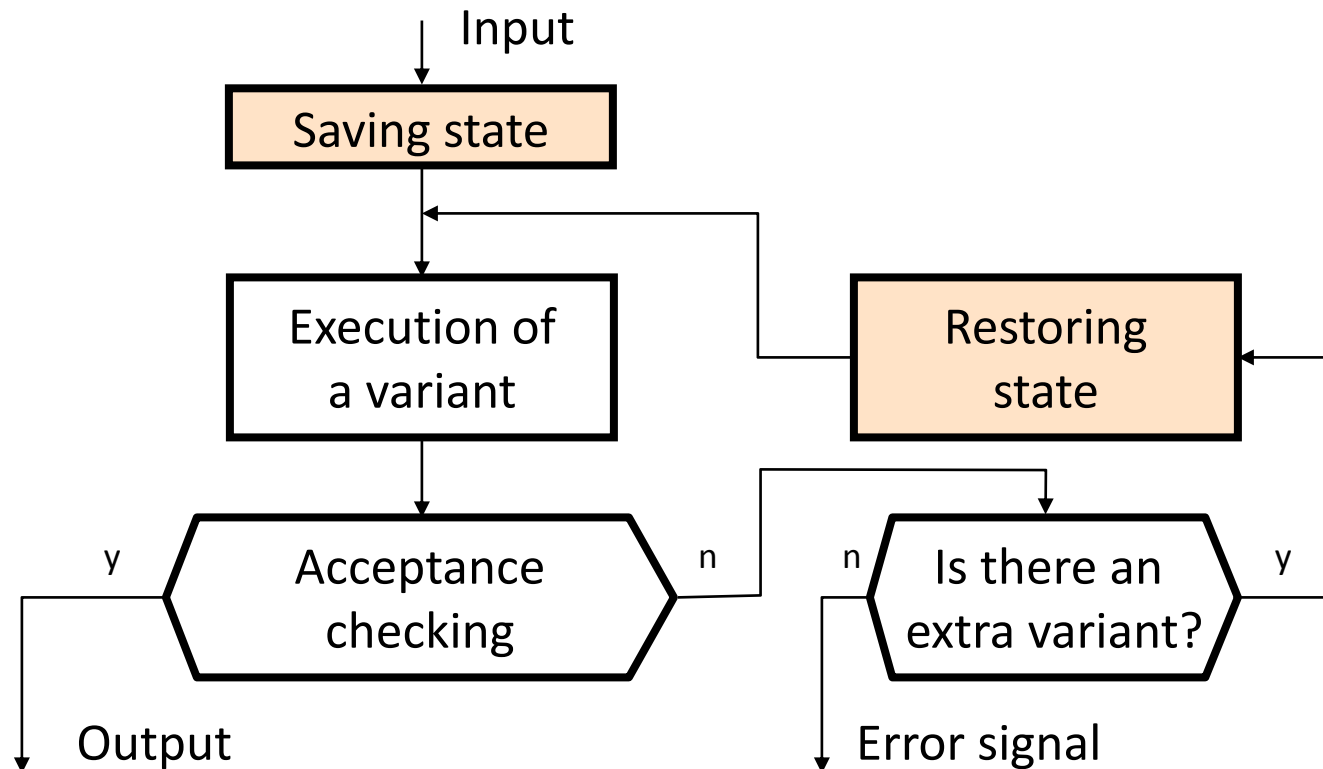 Input
Saving state
Execution of
a variant
Restoring
state
y
Acceptance
checking
n
n
Is there an
extra variant?
y
Output
Error signal